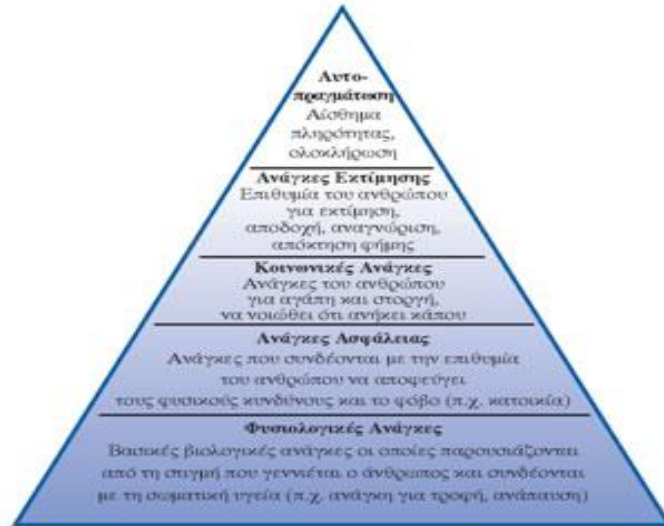 Αυτο-
πραγμάτωση
Αίσθημα
πληρότητας,
ολοκλήρωση
Ανάγκες Εκτίμησης
Επιθυμία του ανθρώπου
για εκτίμηση,
αποδοχή, αναγνώριση,
απόκτηση φήμης
Κοινωνικές Ανάγκες
Ανάγκες του ανθρώπου
για αγάπη και στοργή,
να νοιώθει ότι ανήκει κάπου
Ανάγκες Ασφάλειας
Ανάγκες που συνδέονται με την επιθυμία
του ανθρώπου να αποφεύγει
τους φυσικούς κινδύνους και το φόβο (π.χ. κατοικία)
Φυσιολογικές Ανάγκες
Βασικές βιολογικές ανάγκες οι οποίες παρουσιάζονται
από τη στιγμή που γεννιέται ο άνθρωπος και συνδέονται
με τη σωματική υγεία (π.χ. ανάγκη για τροφή, ανάπαυση)